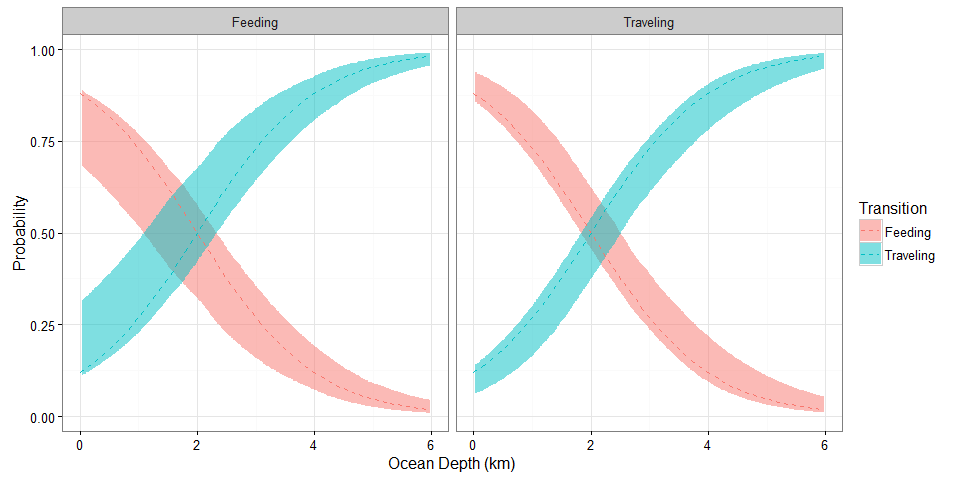 Feeding
Traveling
1.00
0.75
0.50
0.25
0.00
Probability
0 2 4 6
0 2 4 6
Ocean Depth (km)
Transition
Feeding
Traveling